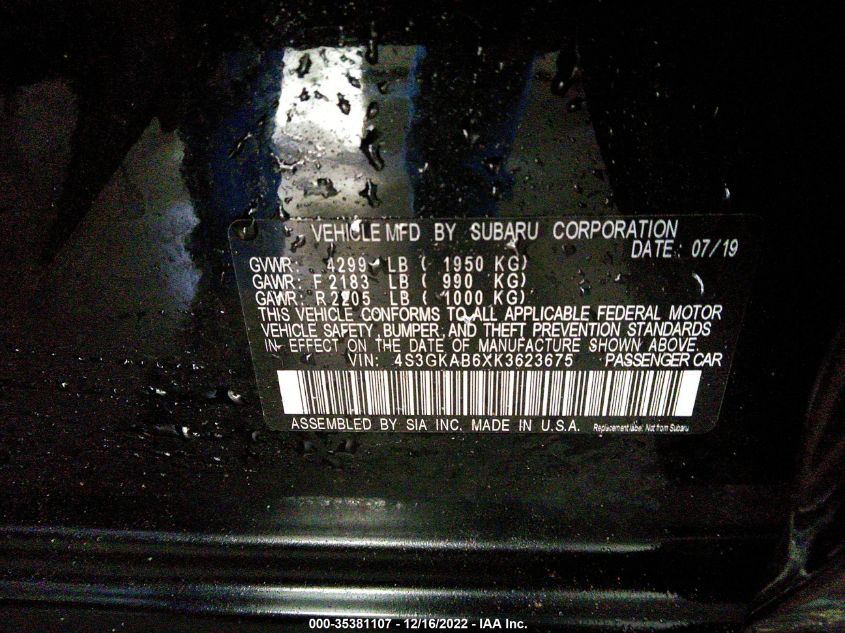 VEHICLE MFD BY SUBARU CORPORATION
DATE: 07/19
GVWR: 4299 LB ( 1950 KG)
GAWR: F 2183 LB ( 990 KG)
GAWR: R 2205 LB ( 1000 KG)
THIS VEHICLE CONFORMS TO ALL APPLICABLE FEDERAL MOTOR
VEHICLE SAFETY, BUMPER, AND THEFT PREVENTION STANDARDS
IN EFFECT ON THE DATE OF MANUFACTURE SHOWN ABOVE.
VIN: 4S3GKAB6XK3623675 PASSENGER CAR
ASSEMBLED BY SIA INC. MADE IN U.S.A. Replacement label: Not from Subaru
000-35381107 - 12/16/2022 - IAA Inc.